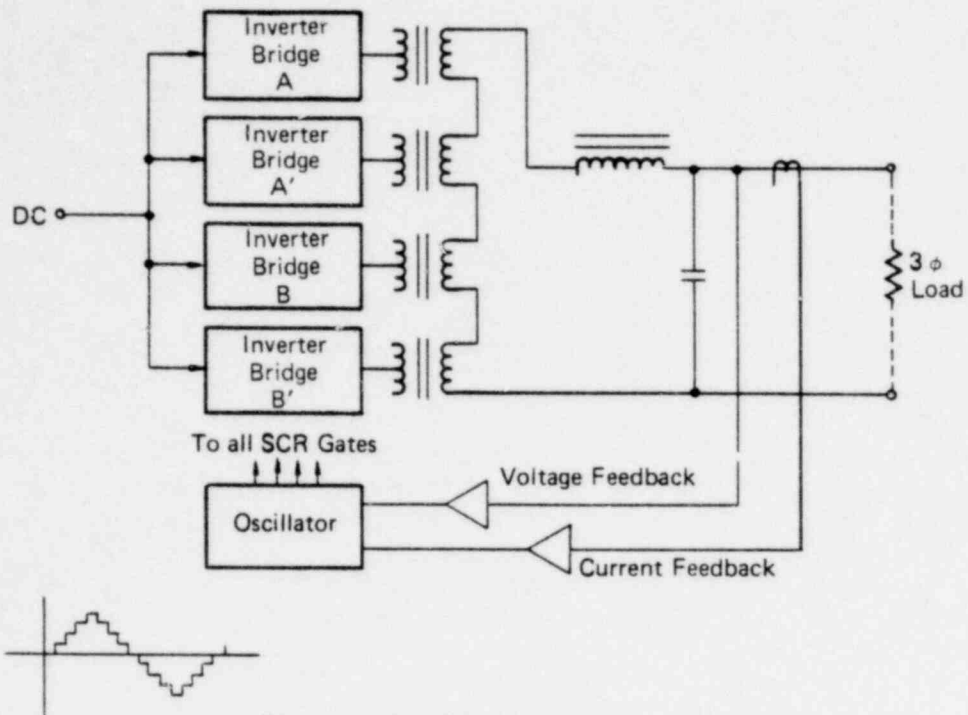 Inverter
Bridge
A
Inverter
Bridge
A'
DC
Inverter
Bridge
B
3 φ
Load
Inverter
Bridge
B'
To all SCR Gates
Voltage Feedback
Oscillator
Current Feedback